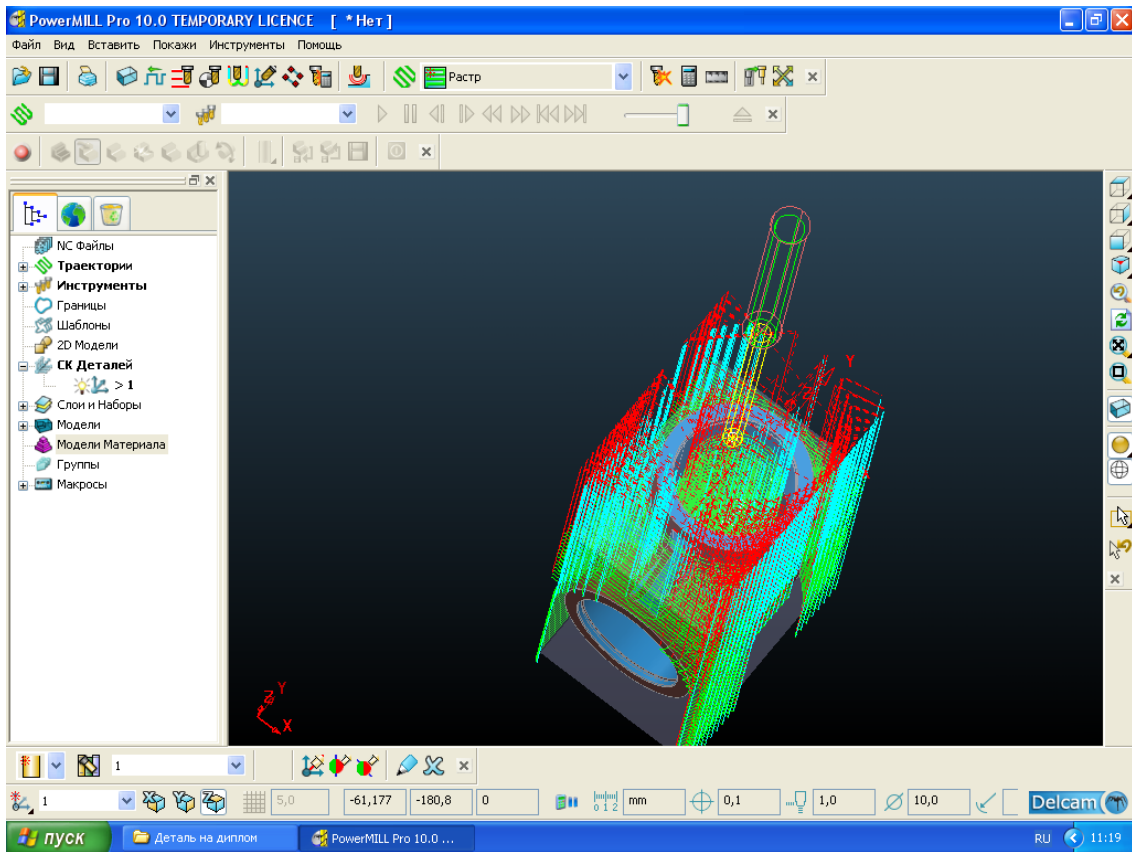 PowerMILL Pro 10.0 TEMPORARY LICENCE [ * Нет ]
Файл Вид Вставить Покажи Инструменты Помощь
Растр
NC Файлы
Траектории
Инструменты
Границы
Шаблоны
2D Модели
СК Деталей
> 1
Слои и Наборы
Модели
Модели Материала
Группы
Макросы
Y
Z Y
X
1
1 5,0 -61,177 -180,8 0 mm 0,1 1,0 10,0 Delcam
пуск Деталь на диплом PowerMILL Pro 10.0 ... RU 11:19